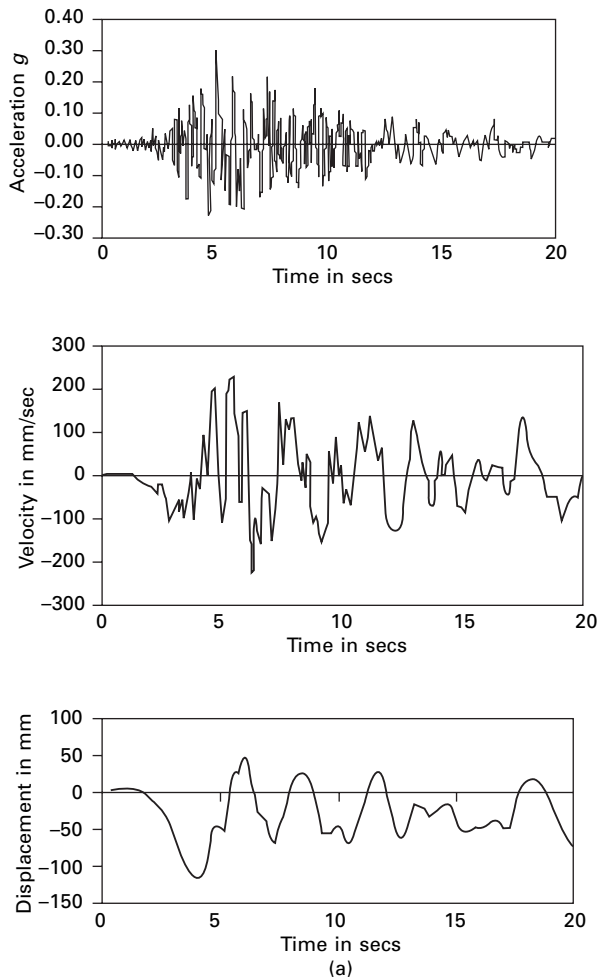 0.40
0.30
0.20
0.10
0.00
–0.10
–0.20
–0.30
Acceleration g
0 5 10 15 20
Time in secs
300
200
100
0
–100
–200
–300
Velocity in mm/sec
0 5 10 15 20
Time in secs
100
50
0
–50
–100
–150
Displacement in mm
0 5 10 15 20
Time in secs
(a)